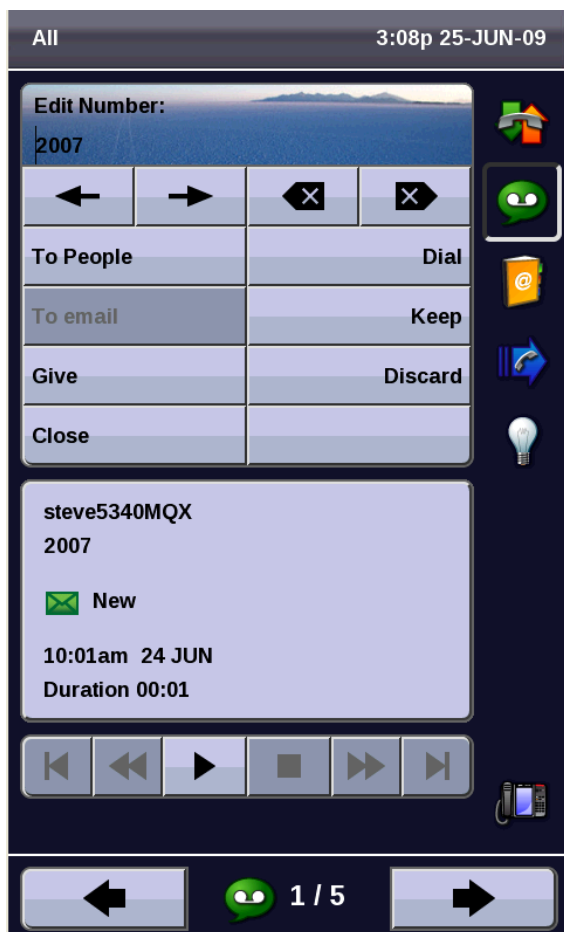 All 3:08p 25-JUN-09
Edit Number:
2007
To People Dial
To email Keep
Give Discard
Close
steve5340MQX
2007
New
10:01am 24 JUN
Duration 00:01
1 / 5